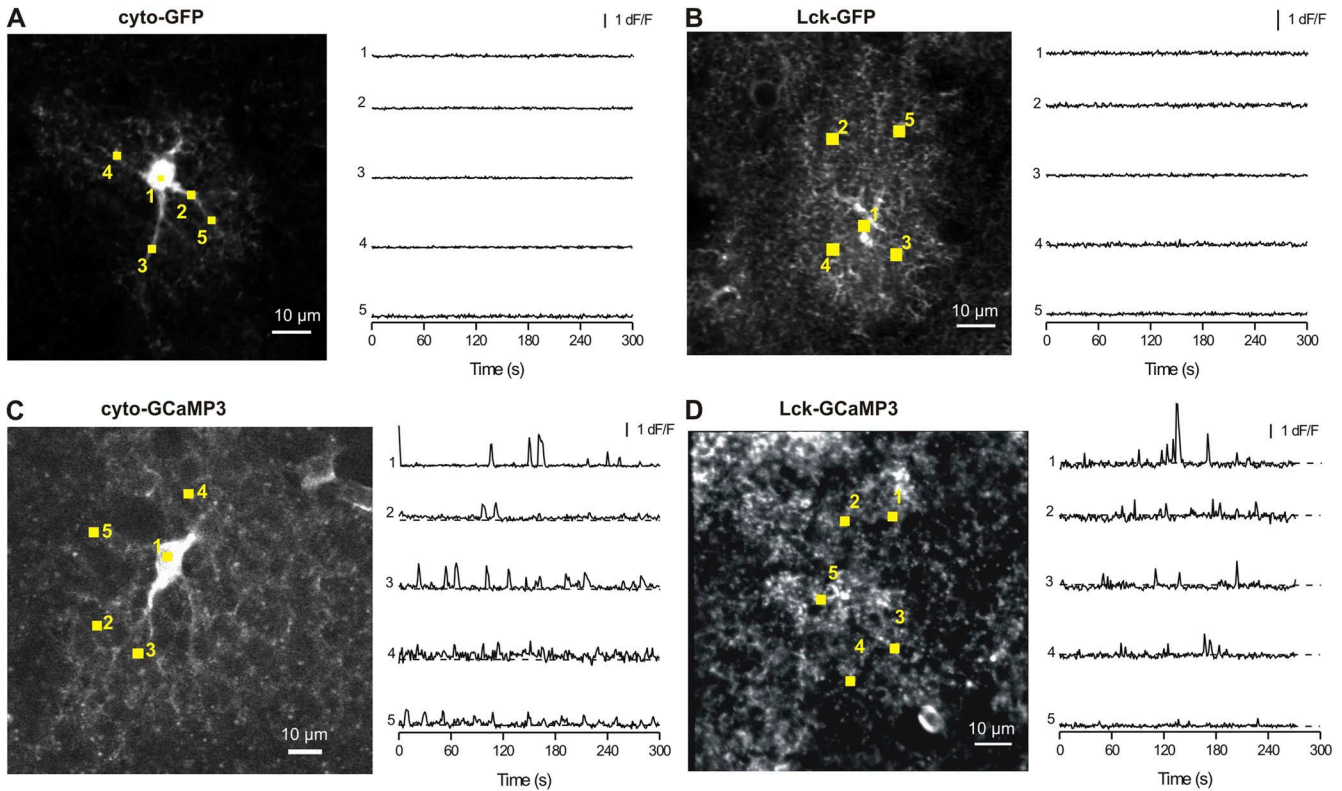 A cyto-GFP 1 dF/F
1
2
3
4
5
4
1
2
5
3
10 µm
0 60 120 180 240 300
Time (s)
B Lck-GFP 1 dF/F
1
2
3
4
5
2
5
1
3
4
10 µm
0 60 120 180 240 300
Time (s)
C cyto-GCaMP3 1 dF/F
1
2
3
4
5
4
5
1
2
3
10 µm
0 60 120 180 240 300
Time (s)
D Lck-GCaMP3 1 dF/F
1
2
3
4
5
1
2
5
3
4
10 µm
0 60 120 180 240 300
Time (s)